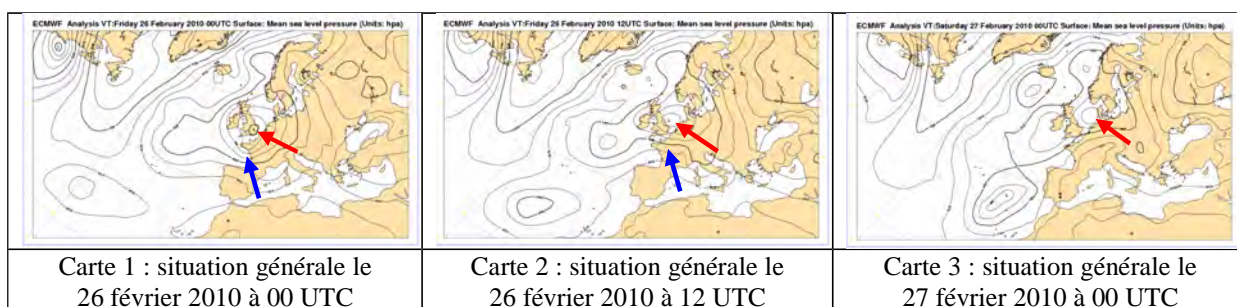 ECMWF Analysis VT:Friday 26 February 2010 00UTC Surface: Mean sea level pressure (Units: hpa)
ECMWF Analysis VT:Friday 26 February 2010 12UTC Surface: Mean sea level pressure (Units: hpa)
ECMWF Analysis VT:Saturday 27 February 2010 00UTC Surface: Mean sea level pressure (Units: hpa)
Carte 1 : situation générale le
26 février 2010 à 00 UTC
Carte 2 : situation générale le
26 février 2010 à 12 UTC
Carte 3 : situation générale le
27 février 2010 à 00 UTC